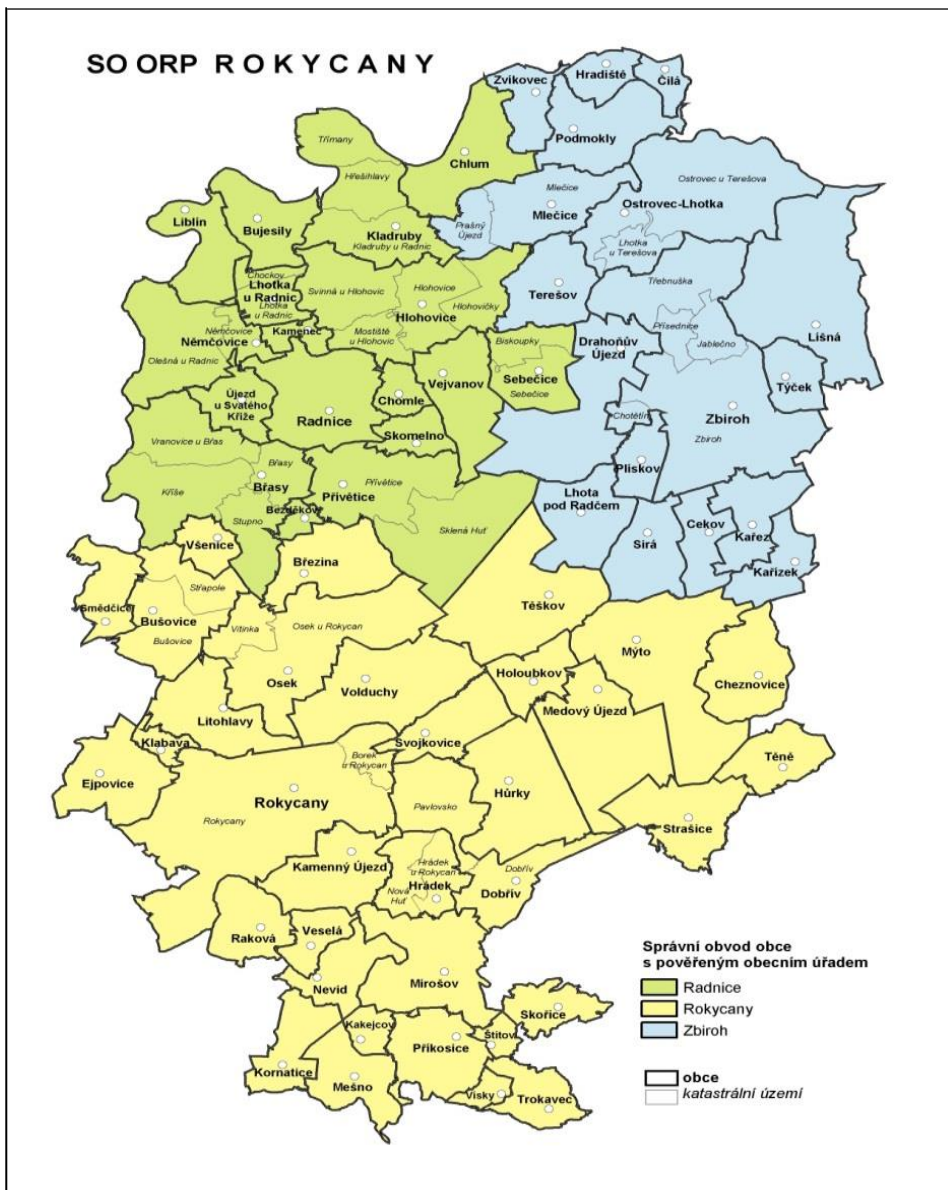 SO ORP R O K Y C A N Y
Zvíkovec
Hradiště
Čilá
Podmokly
Třímany
Chlum
Hřešihlavy
Ostrovec u Terešova
Mlečice
Mlečice
Ostrovec-Lhotka
Liblín
Bujesily
Prašný
Újezd
Kladruby
Kladruby u Radnic
Lhotka
u Terešova
Chockov
Lhotka
u Radnic
Lhotka
u Radnic
Svinná u Hlohovic
Hlohovice
Hlohovičky
Hlohovice
Terešov
Třebnuška
Němčovice
Němčovice
Kamenec
Mostiště
u Hlohovic
Přísednice
Lišná
Olešná u Radnic
Biskoupky
Drahoňův
Újezd
Jablečno
Sebečice
Sebečice
Vejvanov
Týček
Újezd
u Svatého
Kříže
Radnice
Chomle
Chotětín
Zbiroh
Zbiroh
Skomelno
Vranovice u Břas
Břasy
Břasy
Kříše
Stupno
Bezděkov
Přívětice
Přívětice
Plískov
Lhota
pod Radčem
Sklená Huť
Sirá
Cekov
Kařez
Kařízek
Všenice
Březina
Smědčice
Střapole
Bušovice
Bušovice
Vitinka
Osek u Rokycan
Těškov
Mýto
Osek
Volduchy
Holoubkov
Cheznovice
Medový Újezd
Litohlavy
Klabava
Svojkovice
Borek
u Rokycan
Těně
Ejpovice
Rokycany
Rokycany
Pavlovsko
Hůrky
Strašice
Kamenný Újezd
Hrádek
u Rokycan
Nová
Huť
Hrádek
Dobřív
Dobřív
Raková
Veselá
Nevid
Mirošov
Skořice
Kakejcov
Příkosice
Štítov
Kornatice
Mešno
Vísky
Trokavec
Správní obvod obce
s pověřeným obecním úřadem
Radnice
Rokycany
Zbiroh
obce
katastrální území